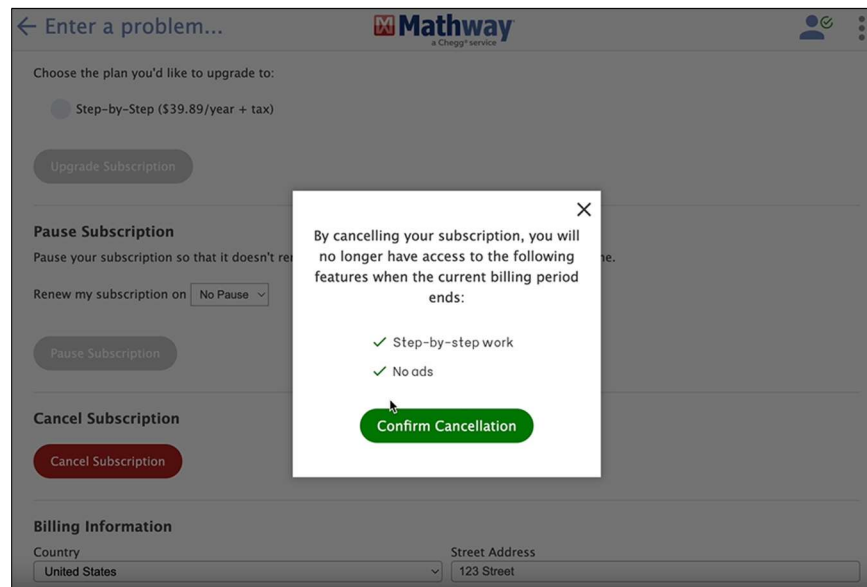 Enter a problem...
Mathway
a Chegg® service
Choose the plan you'd like to upgrade to:
Step-by-Step ($39.89/year + tax)
Upgrade Subscription
Pause Subscription
Pause your subscription so that it doesn't
Renew my subscription on No Pause
Pause Subscription
Cancel Subscription
Cancel Subscription
By cancelling your subscription, you will
no longer have access to the following
features when the current billing period
ends:
Step-by-step work
No ads
Confirm Cancellation
Billing Information
Country
United States
Street Address
123 Street